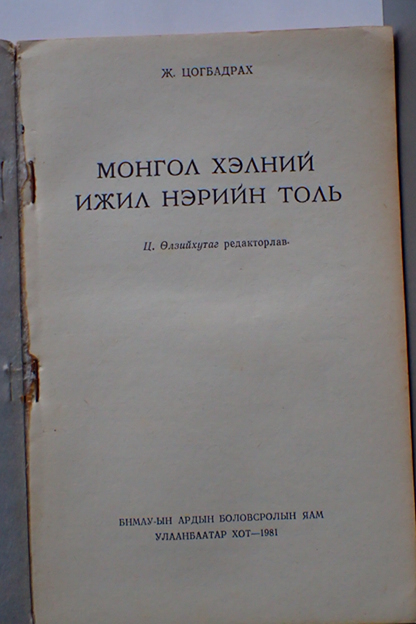 Ж. ЦОГБАДРАХ
МОНГОЛ ХЭЛНИЙ
ИЖИЛ НЭРИЙН ТОЛЬ
Ц. Өлзийхутаг редакторлав.
БНМАУ-ЫН АРДЫН БОЛОВСРОЛЫН ЯАМ
УЛААНБААТАР ХОТ—1981